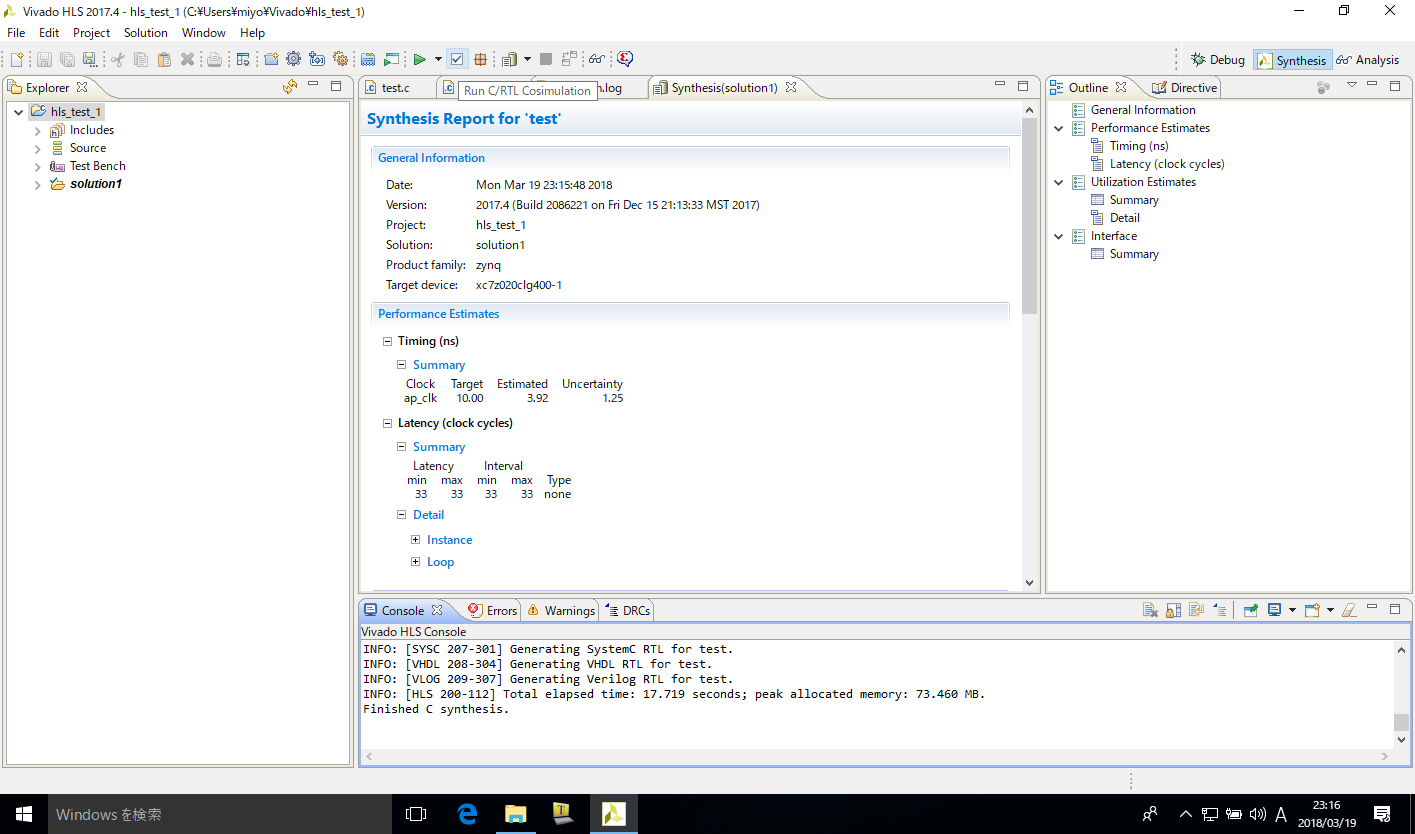 Vivado HLS 2017.4 - hls_test_1 (C:¥Users¥miyo¥Vivado¥hls_test_1)
File Edit Project Solution Window Help
Debug Synthesis Analysis
Explorer
hls_test_1
Includes
Source
Test Bench
solution1
test.c n.log Synthesis(solution1)
Run C/RTL Cosimulation
Synthesis Report for 'test'
General Information
Date: Mon Mar 19 23:15:48 2018
Version: 2017.4 (Build 2086221 on Fri Dec 15 21:13:33 MST 2017)
Project: hls_test_1
Solution: solution1
Product family: zynq
Target device: xc7z020clg400-1
Performance Estimates
Timing (ns)
Summary
Clock Target Estimated Uncertainty
ap_clk 10.00 3.92 1.25
Latency (clock cycles)
Summary
Latency Interval
min max min max Type
33 33 33 33 none
Detail
Instance
Loop
Outline Directive
General Information
Performance Estimates
Timing (ns)
Latency (clock cycles)
Utilization Estimates
Summary
Detail
Interface
Summary
Console Errors Warnings DRCs
Vivado HLS Console
INFO: [SYSC 207-301] Generating SystemC RTL for test.
INFO: [VHDL 208-304] Generating VHDL RTL for test.
INFO: [VLOG 209-307] Generating Verilog RTL for test.
INFO: [HLS 200-112] Total elapsed time: 17.719 seconds; peak allocated memory: 73.460 MB.
Finished C synthesis.
Windows を検索
A
23:16
2018/03/19